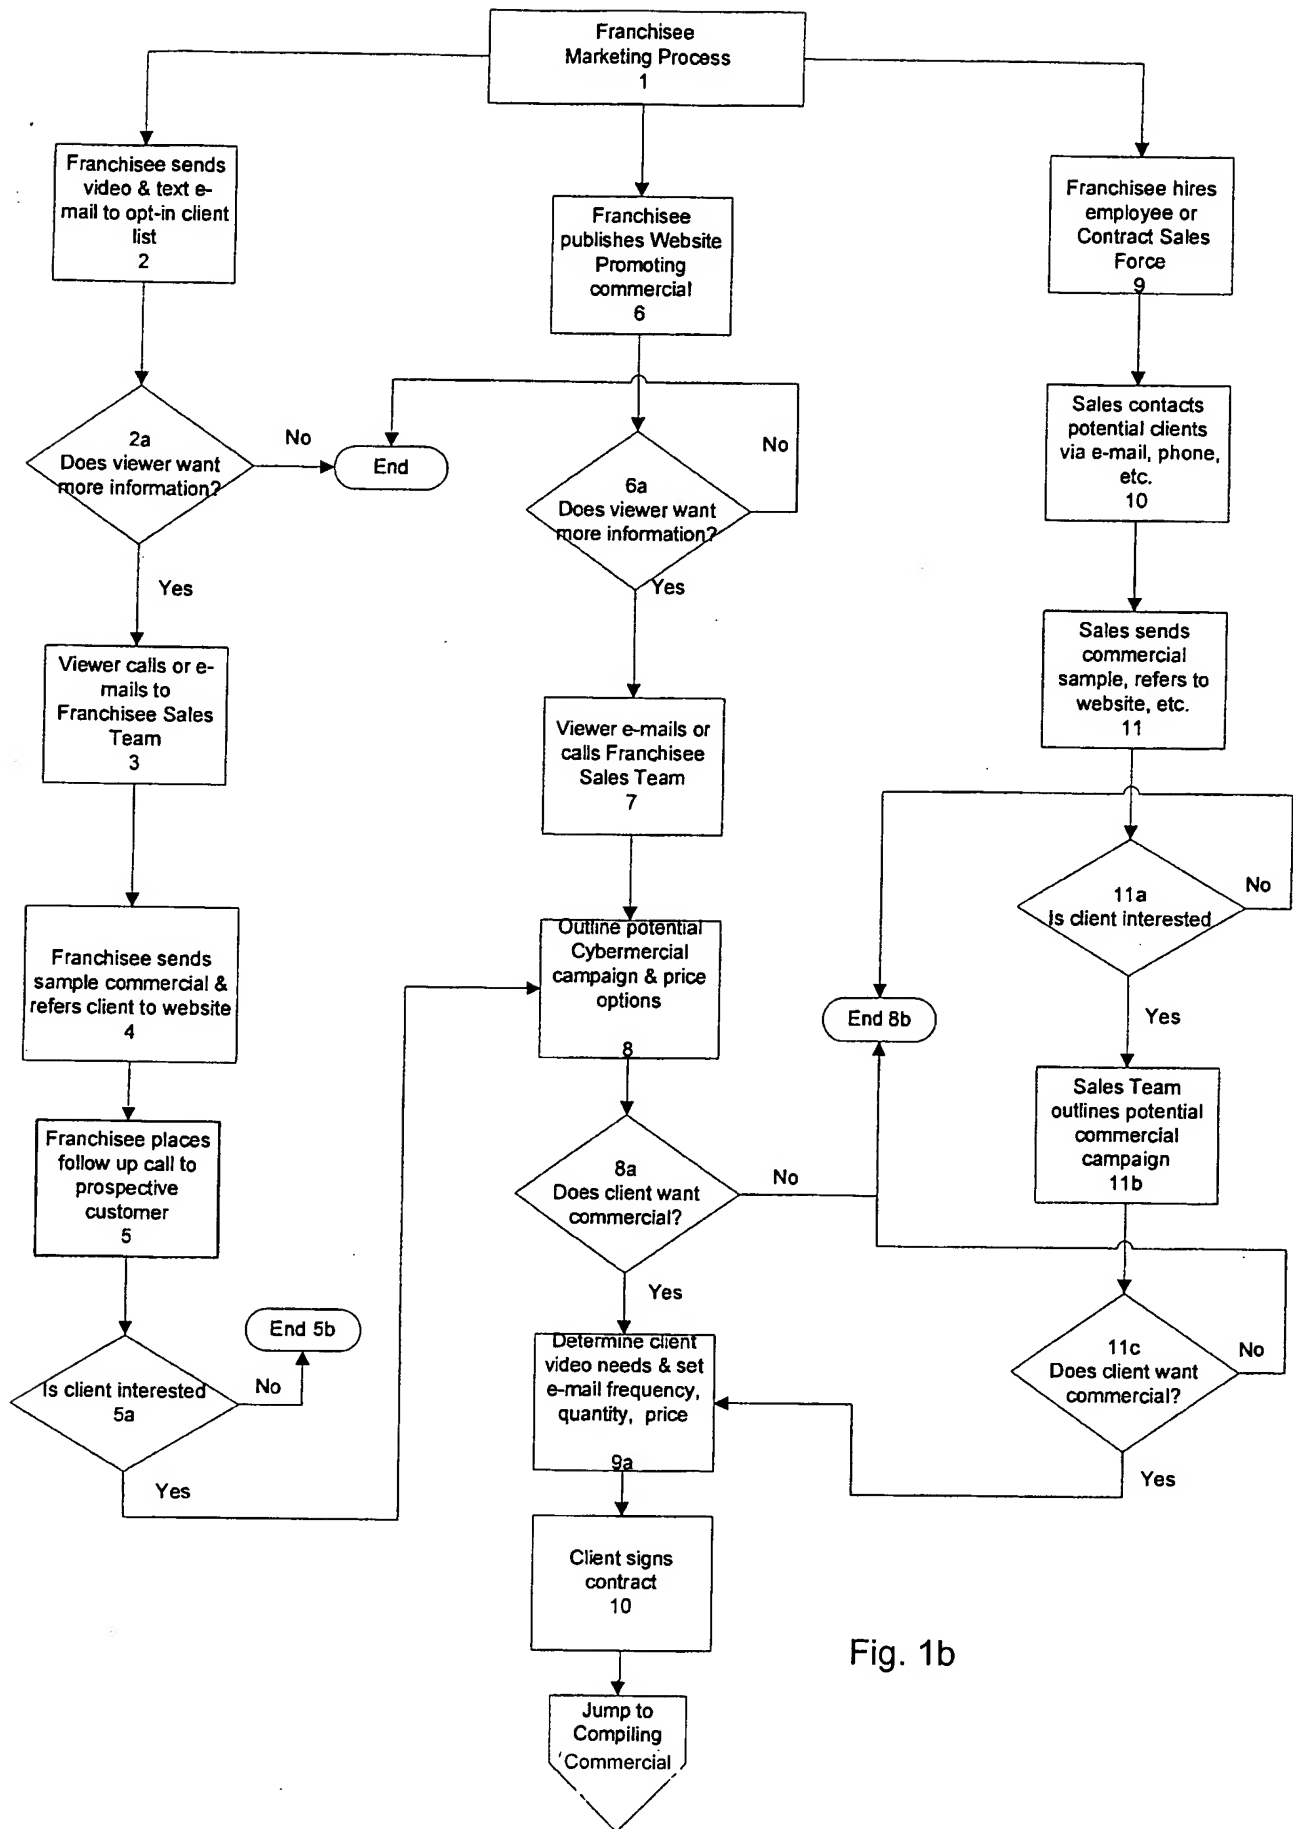 Franchisee
Marketing Process
1
Franchisee sends
video & text e-
mail to opt-in client
list
2
2a
Does viewer want
more information?
No
End
Yes
Viewer calls or e-
mails to
Franchisee Sales
Team
3
Franchisee sends
sample commercial &
refers client to website
4
Franchisee places
follow up call to
prospective
customer
5
Is client interested
5a
No
End 5b
Yes
Franchisee
publishes Website
Promoting
commercial
6
6a
Does viewer want
more information?
No
Yes
Viewer e-mails or
calls Franchisee
Sales Team
7
Outline potential
Cybermercial
campaign & price
options
8
8a
Does client want
commercial?
No
End 8b
Yes
Determine client
video needs & set
e-mail frequency,
quantity, price
9a
Client signs
contract
10
Jump to
Compiling
Commercial
Franchisee hires
employee or
Contract Sales
Force
9
Sales contacts
potential clients
via e-mail, phone,
etc.
10
Sales sends
commercial
sample, refers to
website, etc.
11
11a
Is client interested
No
Yes
Sales Team
outlines potential
commercial
campaign
11b
11c
Does client want
commercial?
No
Yes
Fig. 1b